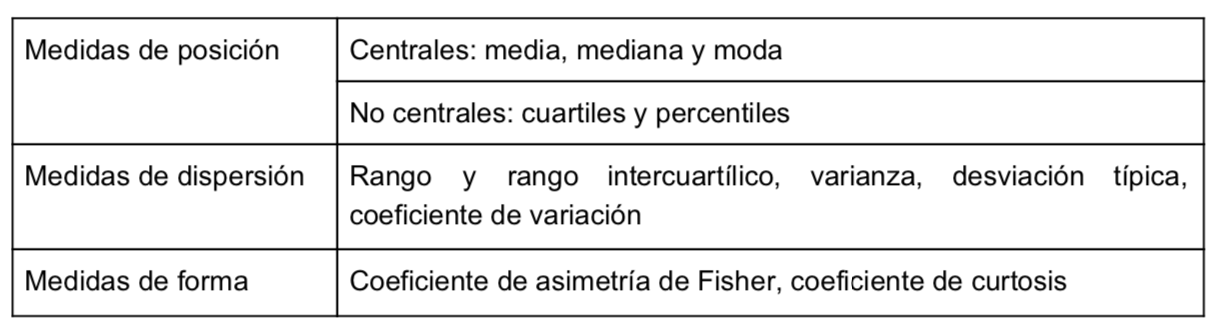 Medidas de posición
Centrales: media, mediana y moda
No centrales: cuartiles y percentiles
Medidas de dispersión
Rango y rango intercuartílico, varianza, desviación típica,
coeficiente de variación
Medidas de forma
Coeficiente de asimetría de Fisher, coeficiente de curtosis